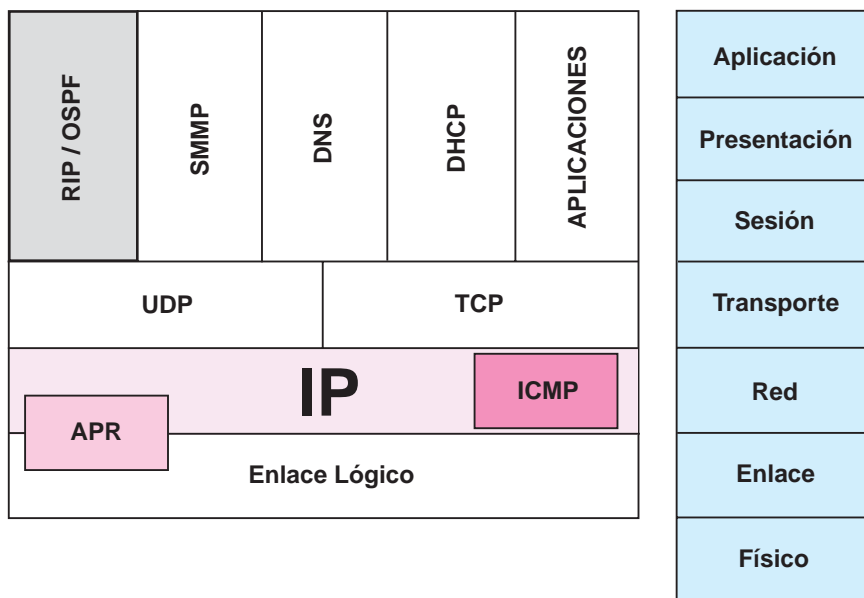 RIP / OSPF
SMMP
DNS
DHCP
APLICACIONES
UDP
TCP
IP
ICMP
APR
Enlace Lógico
Aplicación
Presentación
Sesión
Transporte
Red
Enlace
Físico